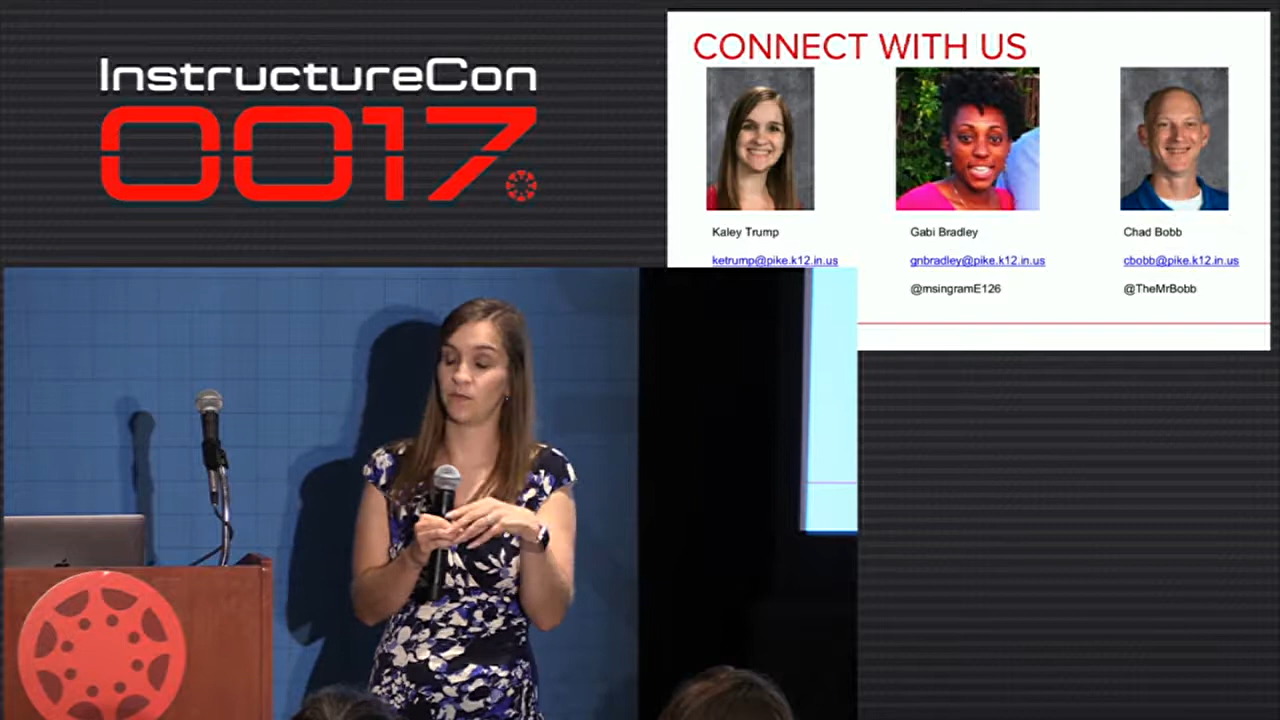 InstructureCon
0017
CONNECT WITH US
Kaley Trump
Gabi Bradley
Chad Bobb
ketrump@pike.k12.in.us
gnbradley@pike.k12.in.us
cbobb@pike.k12.in.us
@msingramE126
@TheMrBobb